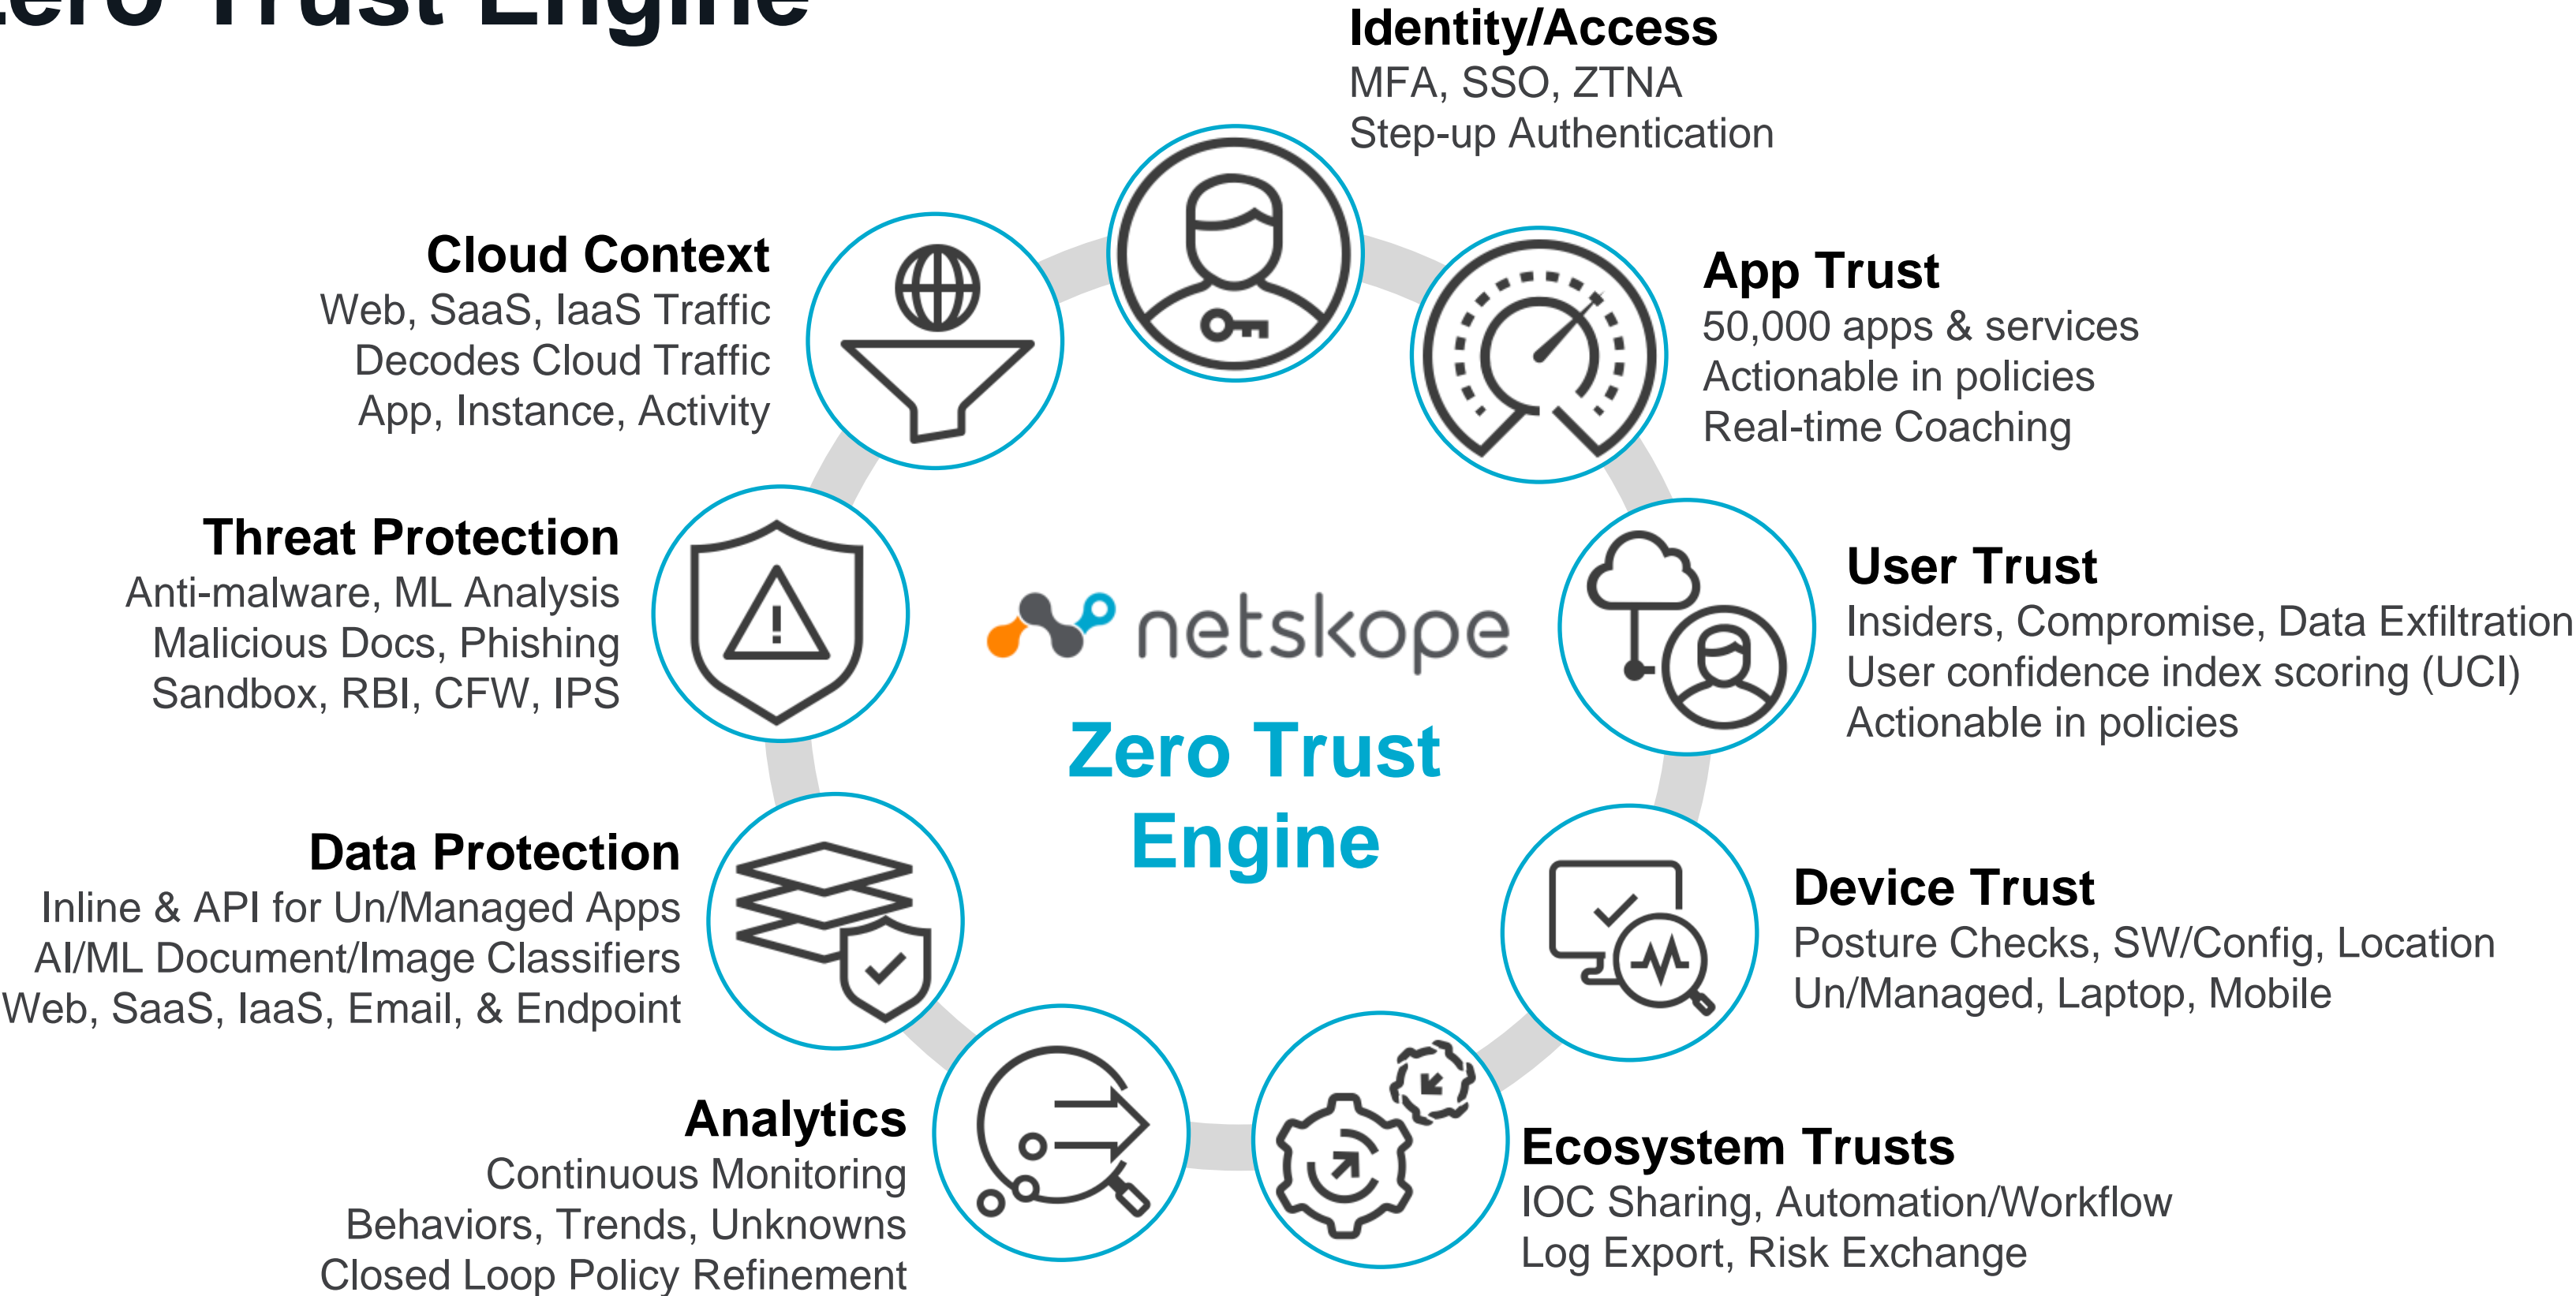 Zero Trust Engine
Identity/Access
MFA, SSO, ZTNA
Step-up Authentication
App Trust
50,000 apps & services
Actionable in policies
Real-time Coaching
User Trust
Insiders, Compromise, Data Exfiltration
User confidence index scoring (UCI)
Actionable in policies
Device Trust
Posture Checks, SW/Config, Location
Un/Managed, Laptop, Mobile
Ecosystem Trusts
IOC Sharing, Automation/Workflow
Log Export, Risk Exchange
Analytics
Continuous Monitoring
Behaviors, Trends, Unknowns
Closed Loop Policy Refinement
Data Protection
Inline & API for Un/Managed Apps
AI/ML Document/Image Classifiers
Web, SaaS, IaaS, Email, & Endpoint
Threat Protection
Anti-malware, ML Analysis
Malicious Docs, Phishing
Sandbox, RBI, CFW, IPS
Cloud Context
Web, SaaS, IaaS Traffic
Decodes Cloud Traffic
App, Instance, Activity
netskope
Zero Trust
Engine